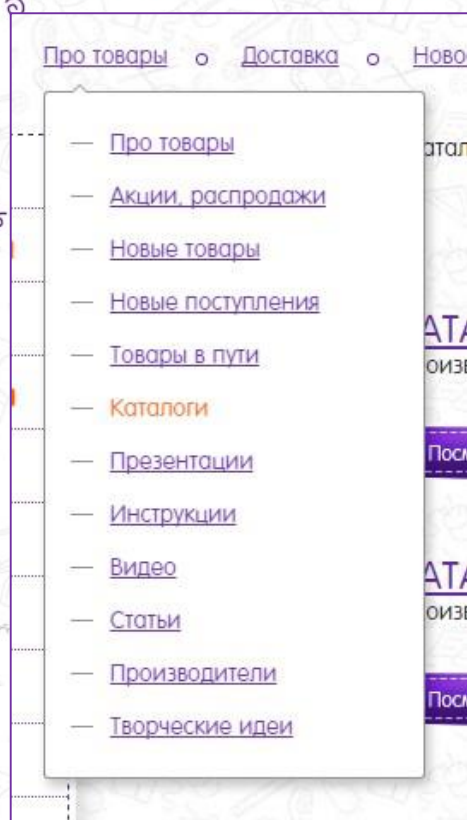 Про товары о Доставка о
Про товары
Акции, распродажи
Новые товары
Новые поступления
Товары в пути
Каталоги
Презентации
Инструкции
Видео
Статьи
Производители
Творческие идеи